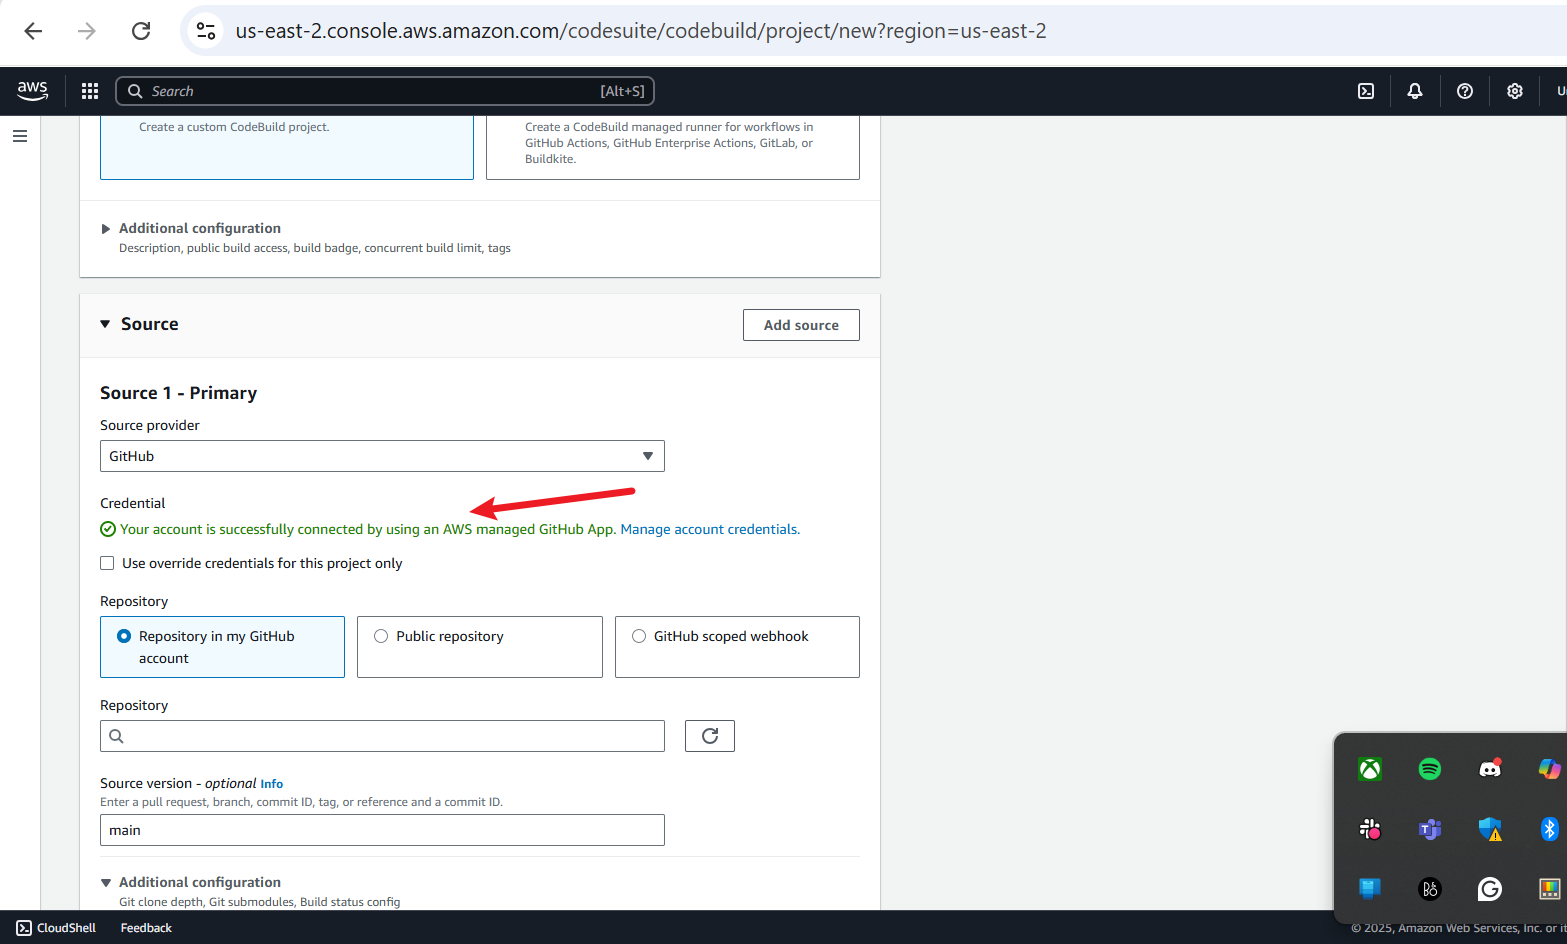 us-east-2.console.aws.amazon.com/codesuite/codebuild/project/new?region=us-east-2
aws
Search
[Alt+S]
Create a custom CodeBuild project.
Create a CodeBuild managed runner for workflows in
GitHub Actions, GitHub Enterprise Actions, GitLab, or
Buildkite.
Additional configuration
Description, public build access, build badge, concurrent build limit, tags
Source
Add source
Source 1 - Primary
Source provider
GitHub
Credential
Your account is successfully connected by using an AWS managed GitHub App. Manage account credentials.
Use override credentials for this project only
Repository
Repository in my GitHub
account
Public repository
GitHub scoped webhook
Repository
Source version - optional Info
Enter a pull request, branch, commit ID, tag, or reference and a commit ID.
main
Additional configuration
Git clone depth, Git submodules, Build status config
CloudShell
Feedback
© 2025, Amazon Web Services, Inc. or